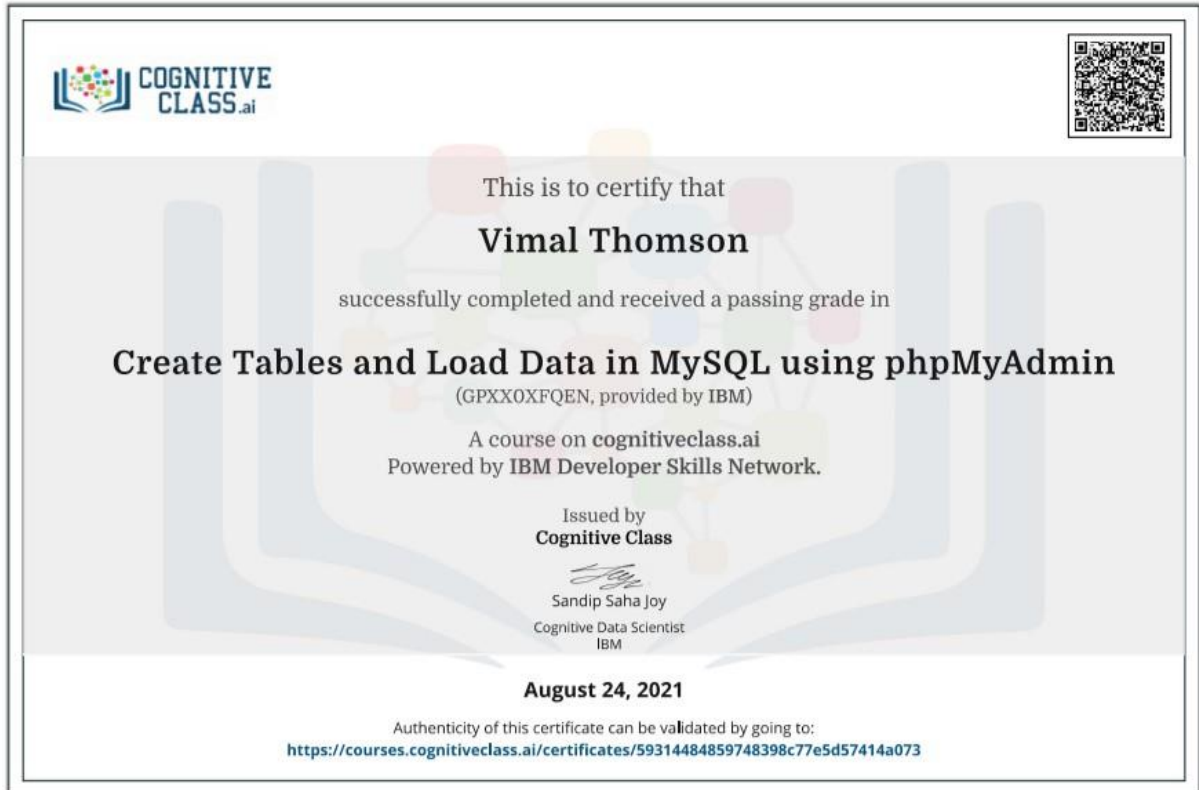 COGNITIVE
CLASS.ai
This is to certify that
Vimal Thomson
successfully completed and received a passing grade in
Create Tables and Load Data in MySQL using phpMyAdmin
(GPXX0XFQEN, provided by IBM)
A course on cognitiveclass.ai
Powered by IBM Developer Skills Network.
Issued by
Cognitive Class
Sandip Saha Joy
Cognitive Data Scientist
IBM
August 24, 2021
Authenticity of this certificate can be validated by going to:
https://courses.cognitiveclass.ai/certificates/59314484859748398c77e5d57414a073